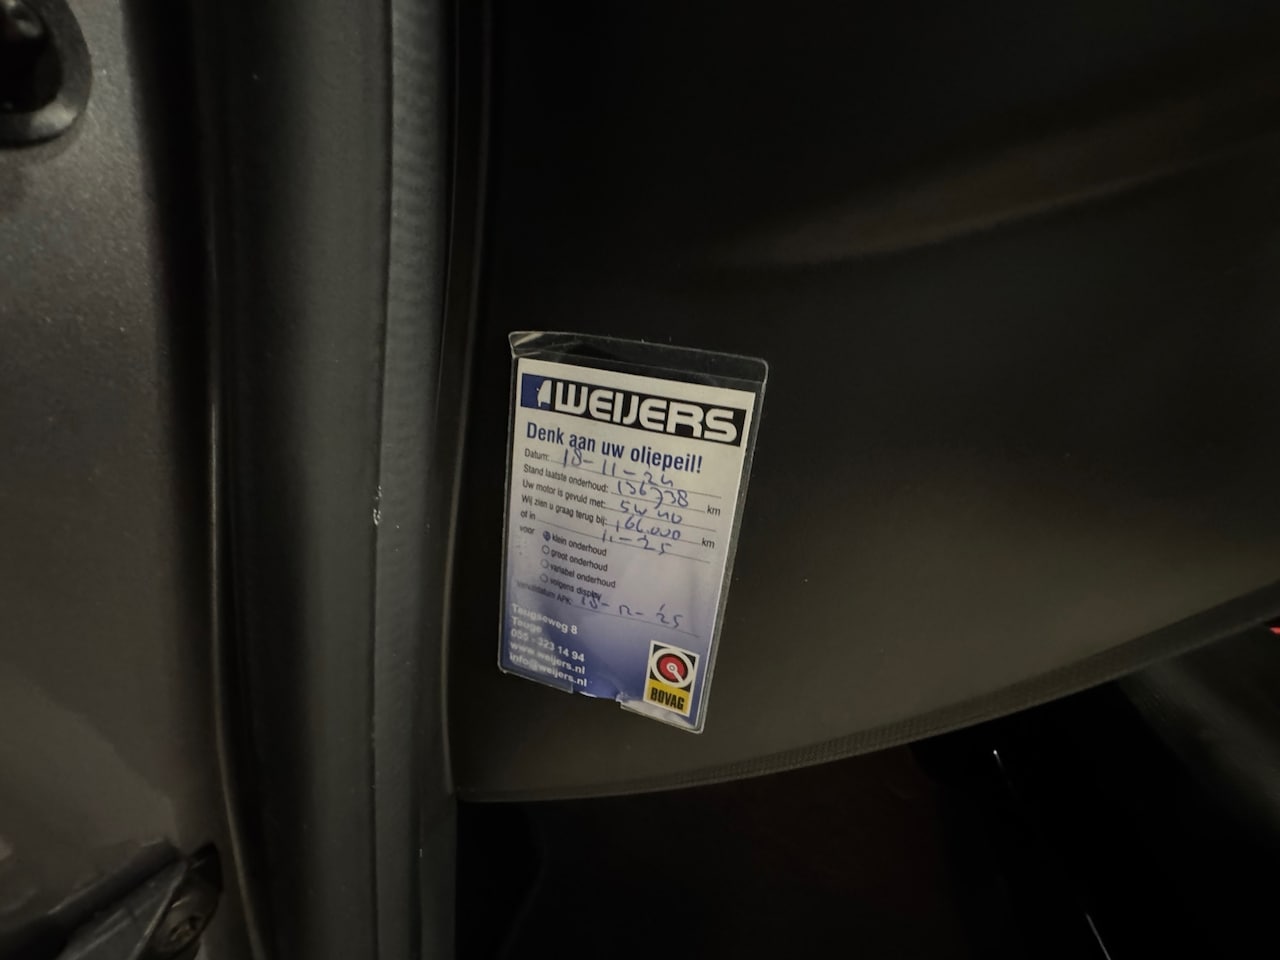 WEIJERS
Denk aan uw oliepeil!
Datum: 18-11-24
Stand laatste onderhoud: 156738 km
Uw motor is gevuld met: 5w40
Wij zien u graag terug bij: 166.000 km
of in 11-25
voor klein onderhoud
groot onderhoud
variabel onderhoud
volgens display
Vervaldatum APK: 18-12-'25
Teugseweg 8
Teuge
055 - 323 14 94
www.weijers.nl
info@weijers.nl
BOVAG